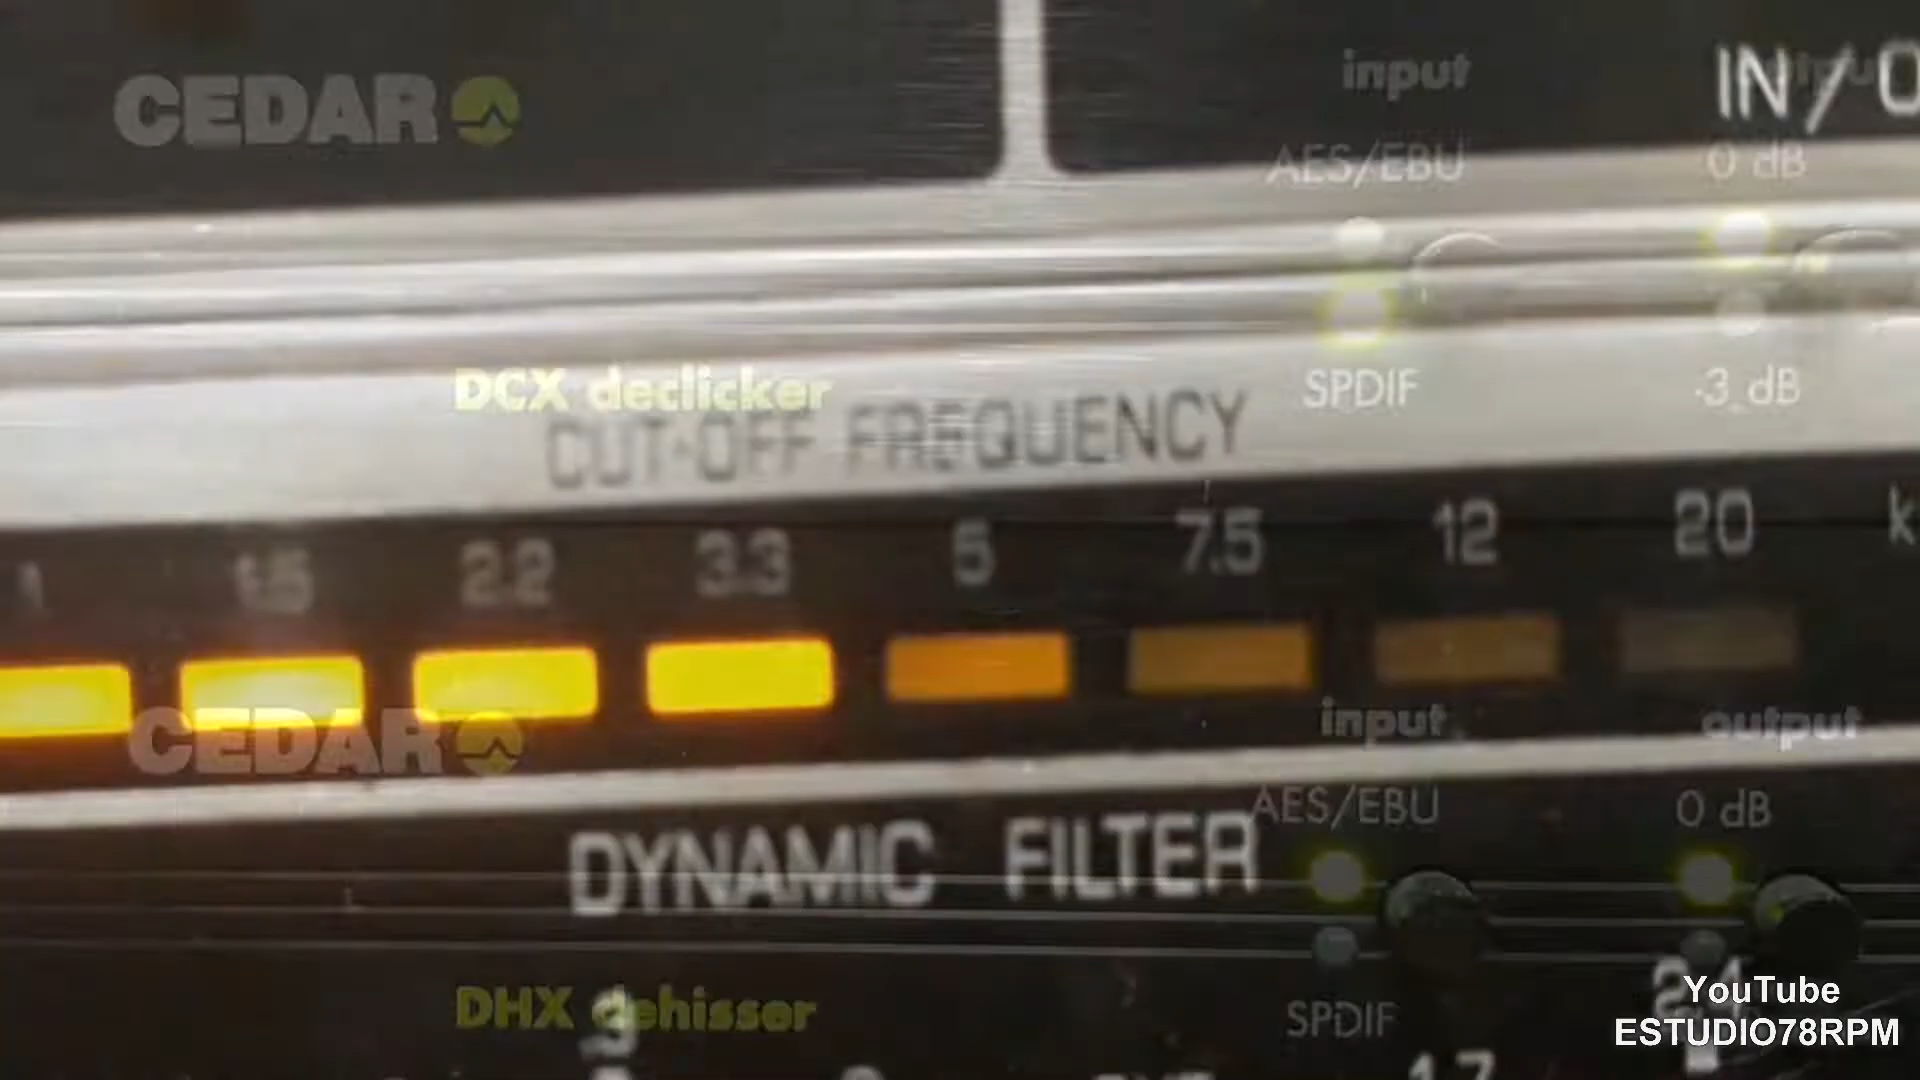 CEDAR
input
IN/O
AES/EBU
0 dB
DCX declicker
SPDIF
-3 dB
CUT-OFF FREQUENCY
1 1.5 2.2 3.3 5 7.5 12 20 k
CEDAR
input
output
AES/EBU
0 dB
DYNAMIC FILTER
DHX dehisser
SPDIF
YouTube
ESTUDIO78RPM